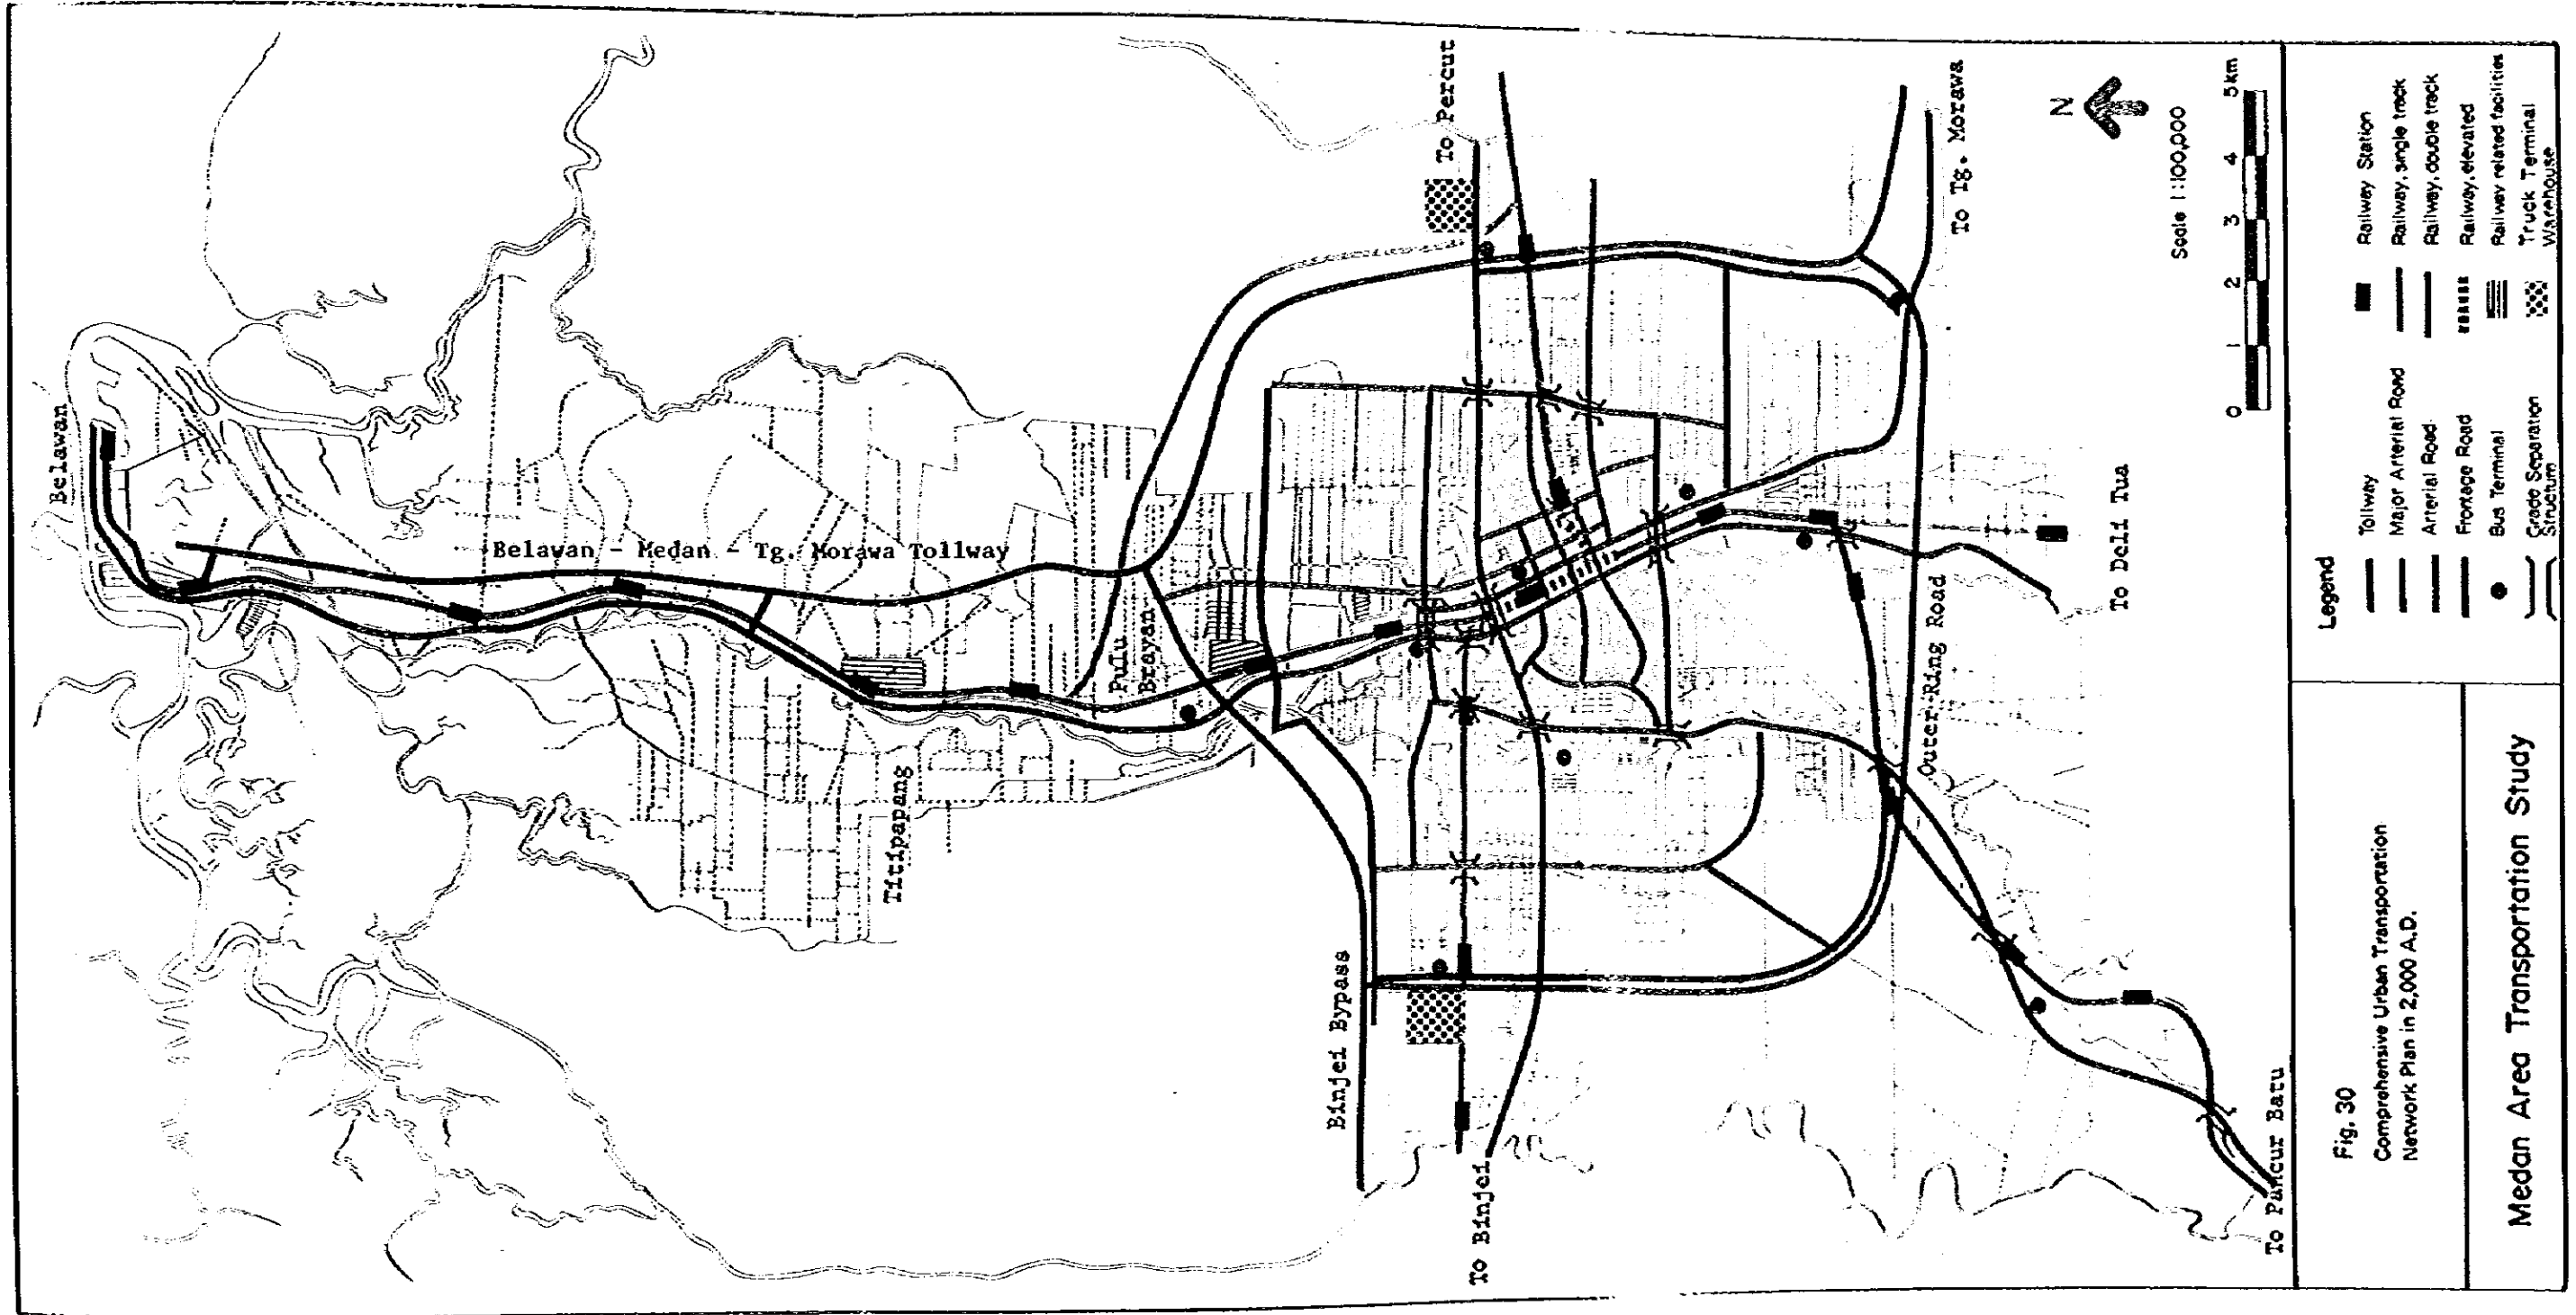 Belawan
Belawan - Medan - Tg. Morawa Tollway
Titipapang
Pulu
Brayan
Binjei Bypass
To Binjei
To Percut
To Tg. Morawa
Outer Ring Road
To Deli Tua
To Pancur Batu
N
Scale 1:100,000
0 1 2 3 4 5km
Legend
Tollway
Major Arterial Road
Arterial Road
Frontage Road
Bus Terminal
Grade Separation
Structum
Railway Station
Railway, single track
Railway, double track
Railway, elevated
Railway related facilities
Truck Terminal
Warehouse
Fig. 30
Comprehensive Urban Transportation
Network Plan in 2,000 A.D.
Medan Area Transportation Study